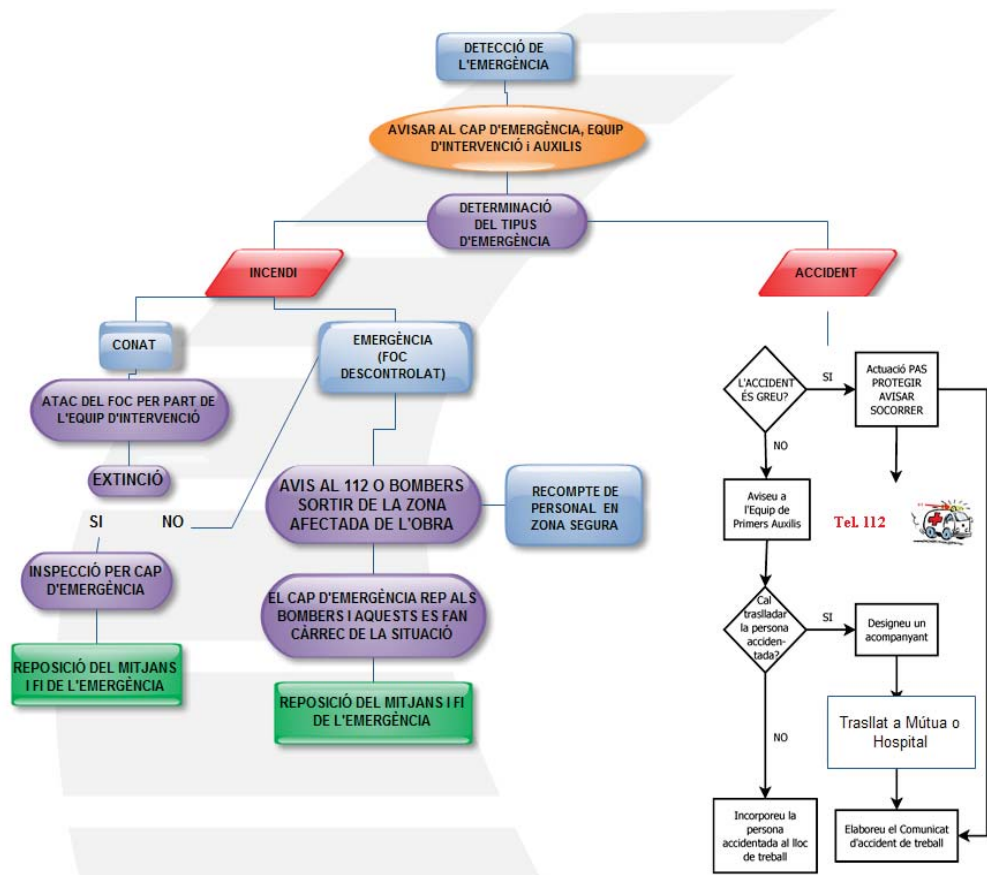 DETECCIÓ DE
L'EMERGÈNCIA
AVISAR AL CAP D'EMERGÈNCIA, EQUIP
D'INTERVENCIÓ i AUXILIS
DETERMINACIÓ
DEL TIPUS
D'EMERGÈNCIA
INCENDI
CONAT
ATAC DEL FOC PER PART DE
L'EQUIP D'INTERVENCIÓ
EXTINCIÓ
SI
NO
INSPECCIÓ PER CAP
D'EMERGÈNCIA
REPOSICIÓ DEL MITJANS
I FI DE L'EMERGÈNCIA
EMERGÈNCIA
(FOC
DESCONTROLAT)
AVIS AL 112 O BOMBERS
SORTIR DE LA ZONA
AFECTADA DE L'OBRA
RECOMPTE DE
PERSONAL EN
ZONA SEGURA
EL CAP D'EMERGÈNCIA REP ALS
BOMBERS I AQUESTS ES FAN
CÀRREC DE LA SITUACIÓ
REPOSICIÓ DEL MITJANS I FI
DE L'EMERGÈNCIA
ACCIDENT
L'ACCIDENT
ÉS GREU?
SI
Actuació PAS
PROTEGIR
AVISAR
SOCORRER
NO
Aviseu a
l'Equip de
Primers Auxilis
Tel. 112
Cal
traslladar
la persona
acciden-
tada?
SI
Designeu un
acompanyant
Trasllat a Mútua o
Hospital
NO
Incorporeu la
persona
accidentada al lloc
de treball
Elaboreu el Comunicat
d'accident de treball